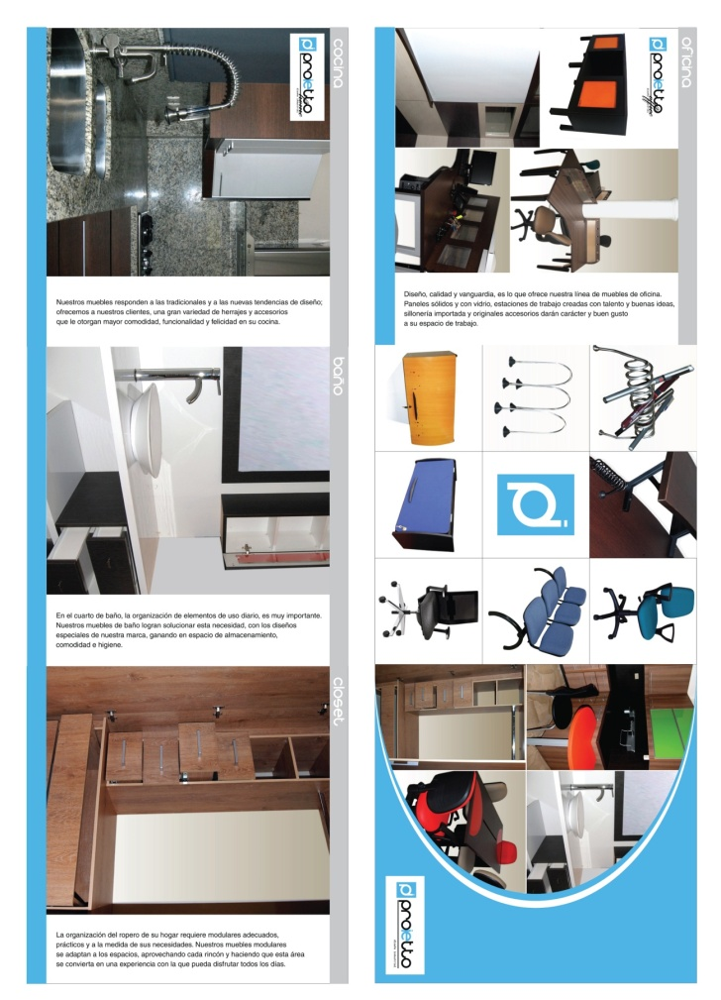 cocina
proietto
home
Nuestros muebles responden a las tradicionales y a las nuevas tendencias de diseño;
ofrecemos a nuestros clientes, una gran variedad de herrajes y accesorios
que le otorgan mayor comodidad, funcionalidad y felicidad en su cocina.
baño
En el cuarto de baño, la organización de elementos de uso diario, es muy importante.
Nuestros muebles de baño logran solucionar esta necesidad, con los diseños
especiales de nuestra marca, ganando en espacio de almacenamiento,
comodidad e higiene.
closet
La organización del ropero de su hogar requiere modulares adecuados,
prácticos y a la medida de sus necesidades. Nuestros muebles modulares
se adaptan a los espacios, aprovechando cada rincón y haciendo que esta área
se convierta en una experiencia con la que pueda disfrutar todos los días.
oficina
proietto
office
Diseño, calidad y vanguardia, es lo que ofrece nuestra línea de muebles de oficina.
Paneles sólidos y con vidrio, estaciones de trabajo creadas con talento y buenas ideas,
sillonería importada y originales accesorios darán carácter y buen gusto
a su espacio de trabajo.
proietto